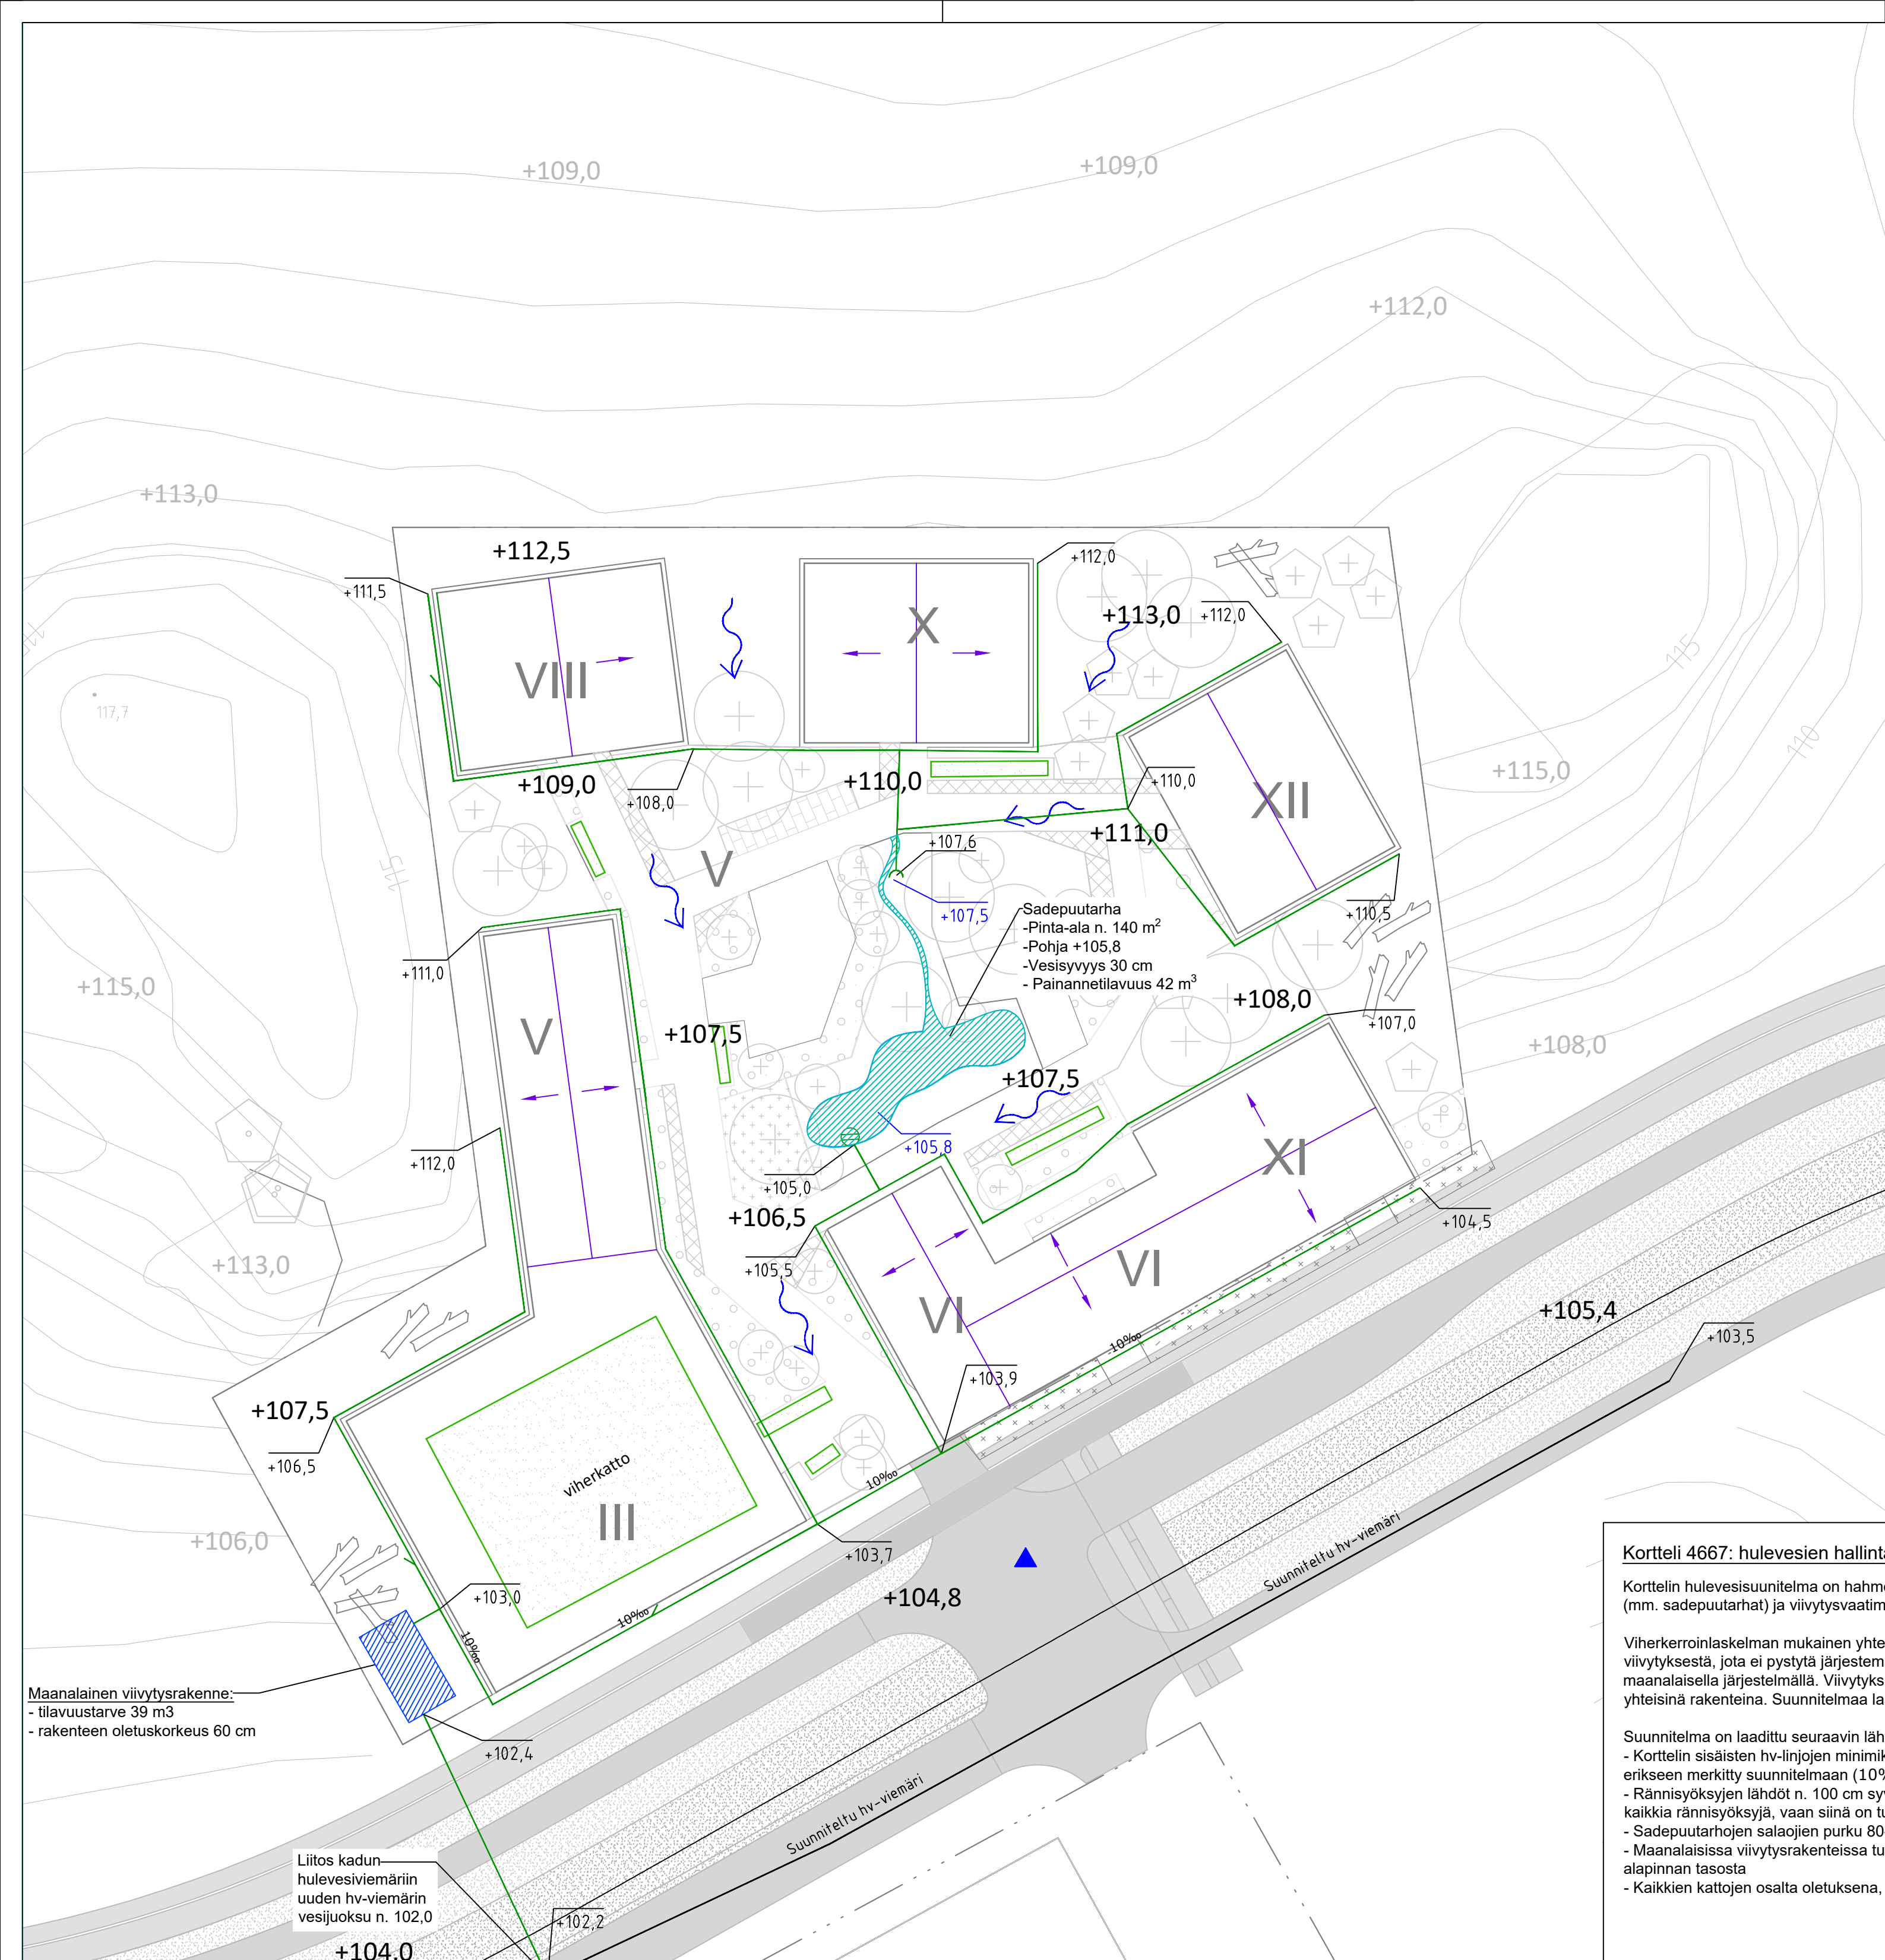 +109,0
+109,0
+112,0
+113,0
+112,5
+112,0
+111,5
+113,0
+112,0
X
VIII
117,7
115
110
+115,0
XII
+109,0
+108,0
+110,0
+110,0
+111,0
+107,6
V
115
+107,5
+110,5
Sadepuutarha
-Pinta-ala n. 140 m²
-Pohja +105,8
-Vesisyvyys 30 cm
- Painannetilavuus 42 m³
+111,0
+115,0
+108,0
+107,0
V
+107,5
+108,0
+107,5
+105,8
+112,0
XI
+105,0
+106,5
+104,5
+113,0
+105,5
VI
VI
+105,4
+103,5
10‰
+103,9
+107,5
+106,5
viherkatto
III
10‰
+106,0
+103,7
Suunniteltu hv-viemäri
+104,8
+103,0
10‰
10‰
Maanalainen viivytysrakenne:
- tilavuustarve 39 m3
- rakenteen oletuskorkeus 60 cm
+102,4
Suunniteltu hv-viemäri
Liitos kadun
hulevesiviemäriin
uuden hv-viemärin
vesijuoksu n. 102,0
+102,2
+104,0
Kortteli 4667: hulevesien hallinta
Korttelin hulevesisuunitelma on hahmo
(mm. sadepuutarhat) ja viivytysvaatim
Viherkerroinlaskelman mukainen yhte
viivytyksestä, jota ei pystytä järjestem
maanalaisella järjestelmällä. Viivytyks
yhteisinä rakenteina. Suunnitelmaa la
Suunnitelma on laadittu seuraavin läh
- Korttelin sisäisten hv-linjojen minimik
erikseen merkitty suunnitelmaan (10%
- Rännisyöksyjen lähdöt n. 100 cm syv
kaikkia rännisyöksyjä, vaan siinä on tu
- Sadepuutarhojen salaojien purku 80
- Maanalaisissa viivytysrakenteissa tu
alapinnan tasosta
- Kaikkien kattojen osalta oletuksena,